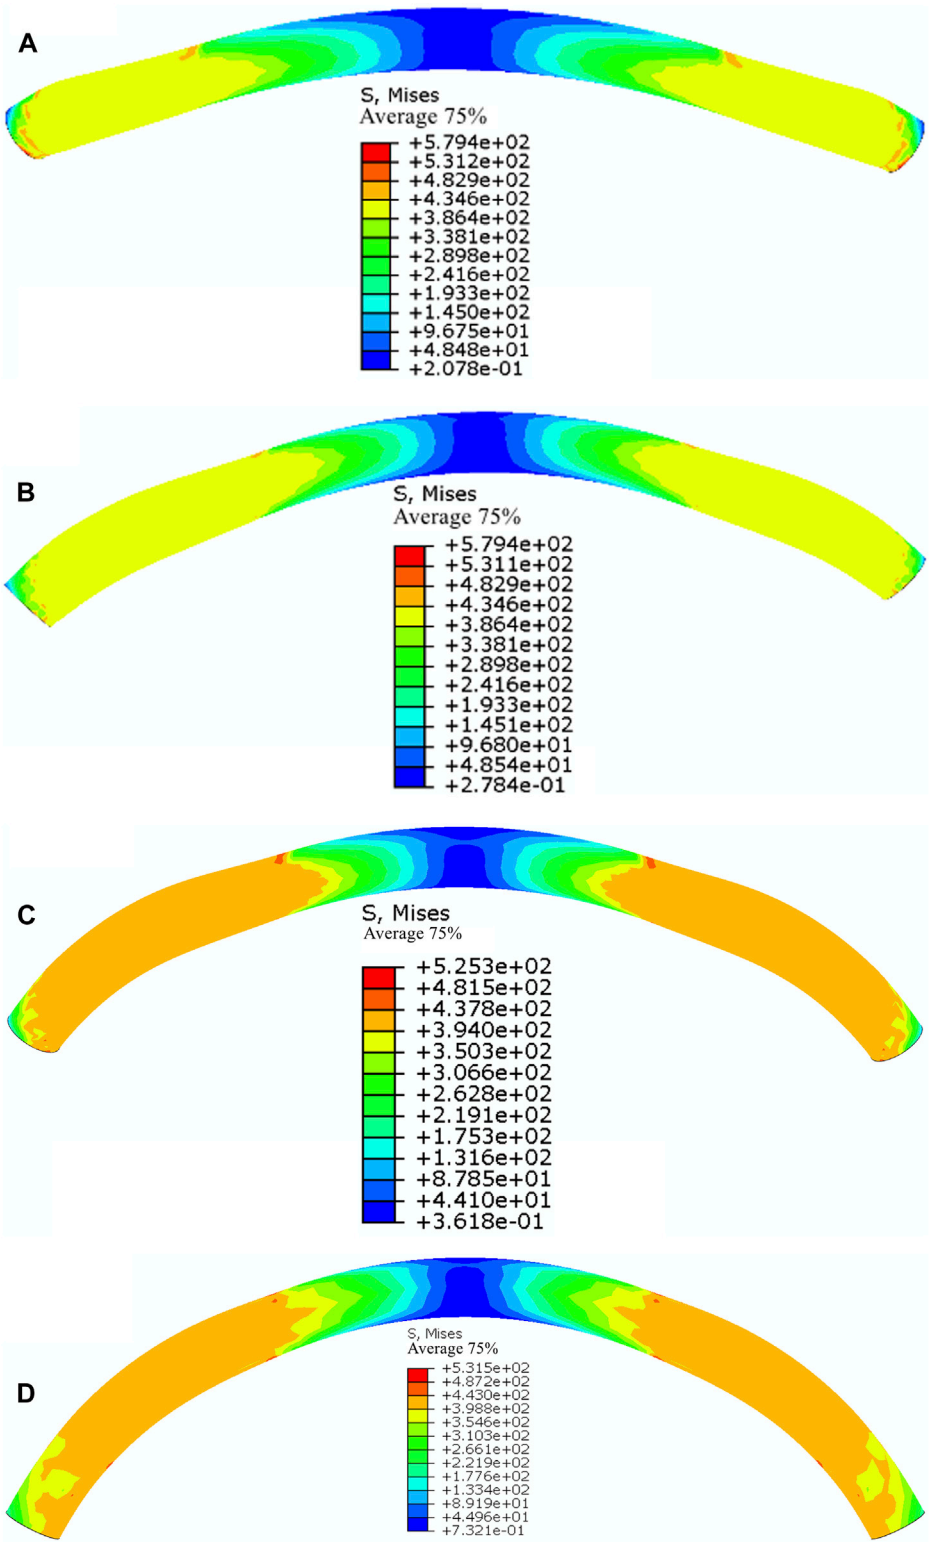 A
S, Mises
Average 75%
+5.794e+02
+5.312e+02
+4.829e+02
+4.346e+02
+3.864e+02
+3.381e+02
+2.898e+02
+2.416e+02
+1.933e+02
+1.450e+02
+9.675e+01
+4.848e+01
+2.078e-01
B
S, Mises
Average 75%
+5.794e+02
+5.311e+02
+4.829e+02
+4.346e+02
+3.864e+02
+3.381e+02
+2.898e+02
+2.416e+02
+1.933e+02
+1.451e+02
+9.680e+01
+4.854e+01
+2.784e-01
C
S, Mises
Average 75%
+5.253e+02
+4.815e+02
+4.378e+02
+3.940e+02
+3.503e+02
+3.066e+02
+2.628e+02
+2.191e+02
+1.753e+02
+1.316e+02
+8.785e+01
+4.410e+01
+3.618e-01
D
S, Mises
Average 75%
+5.315e+02
+4.872e+02
+4.430e+02
+3.988e+02
+3.546e+02
+3.103e+02
+2.661e+02
+2.219e+02
+1.776e+02
+1.334e+02
+8.919e+01
+4.496e+01
+7.321e-01